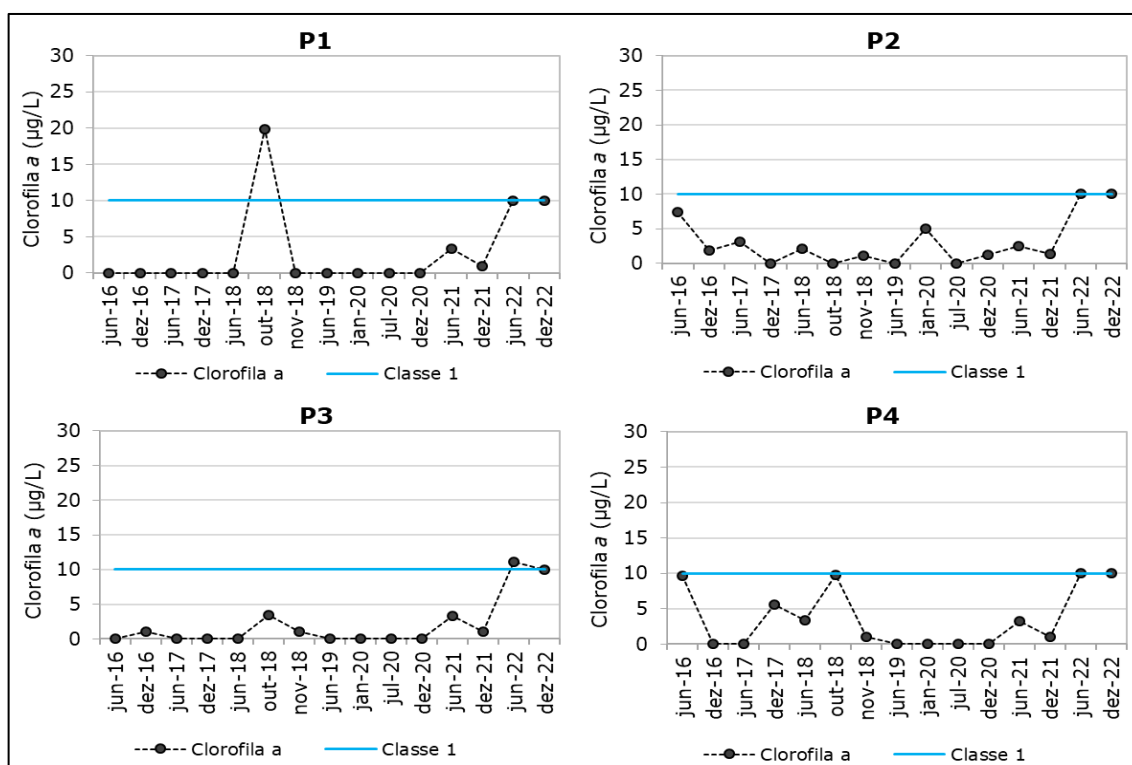 P1
30
25
20
15
10
5
0
Clorofila a (µg/L)
jun-16
dez-16
jun-17
dez-17
jun-18
out-18
nov-18
jun-19
jan-20
jul-20
dez-20
jun-21
dez-21
jun-22
dez-22
Clorofila a
Classe 1
P2
30
25
20
15
10
5
0
Clorofila a (µg/L)
jun-16
dez-16
jun-17
dez-17
jun-18
out-18
nov-18
jun-19
jan-20
jul-20
dez-20
jun-21
dez-21
jun-22
dez-22
Clorofila a
Classe 1
P3
30
25
20
15
10
5
0
Clorofila a (µg/L)
jun-16
dez-16
jun-17
dez-17
jun-18
out-18
nov-18
jun-19
jan-20
jul-20
dez-20
jun-21
dez-21
jun-22
dez-22
Clorofila a
Classe 1
P4
30
25
20
15
10
5
0
Clorofila a (µg/L)
jun-16
dez-16
jun-17
dez-17
jun-18
out-18
nov-18
jun-19
jan-20
jul-20
dez-20
jun-21
dez-21
jun-22
dez-22
Clorofila a
Classe 1